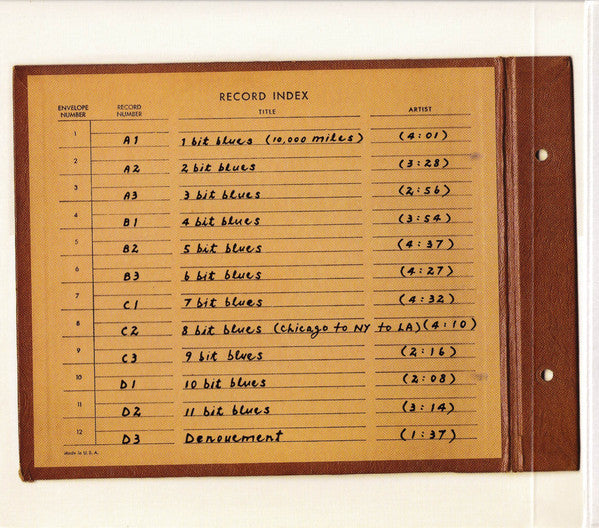 RECORD INDEX
ENVELOPE NUMBER RECORD NUMBER TITLE ARTIST
1 A1 1 bit blues (10,000 miles) (4:01)
2 A2 2 bit blues (3:28)
3 A3 3 bit blues (2:56)
4 B1 4 bit blues (3:54)
5 B2 5 bit blues (4:37)
6 B3 6 bit blues (4:27)
7 C1 7 bit blues (4:32)
8 C2 8 bit blues (Chicago to NY to LA) (4:10)
9 C3 9 bit blues (2:16)
10 D1 10 bit blues (2:08)
11 D2 11 bit blues (3:14)
12 D3 Denouement (1:37)
Made in U.S.A.